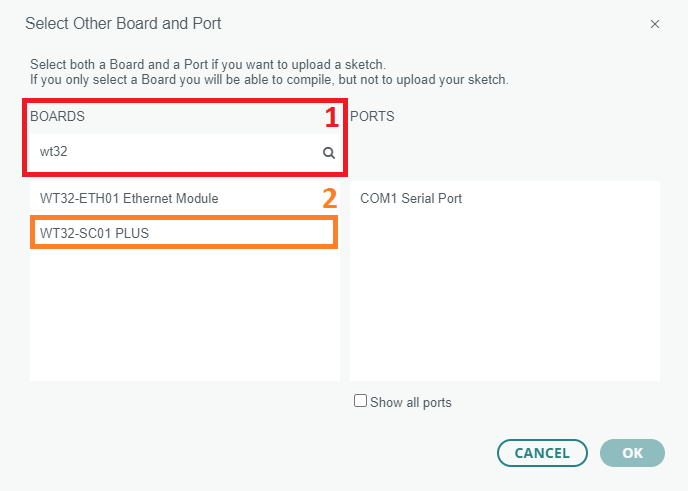 Select Other Board and Port
Select both a Board and a Port if you want to upload a sketch.
If you only select a Board you will be able to compile, but not to upload your sketch.
BOARDS 1 PORTS
wt32
WT32-ETH01 Ethernet Module 2 COM1 Serial Port
WT32-SC01 PLUS
Show all ports
CANCEL OK